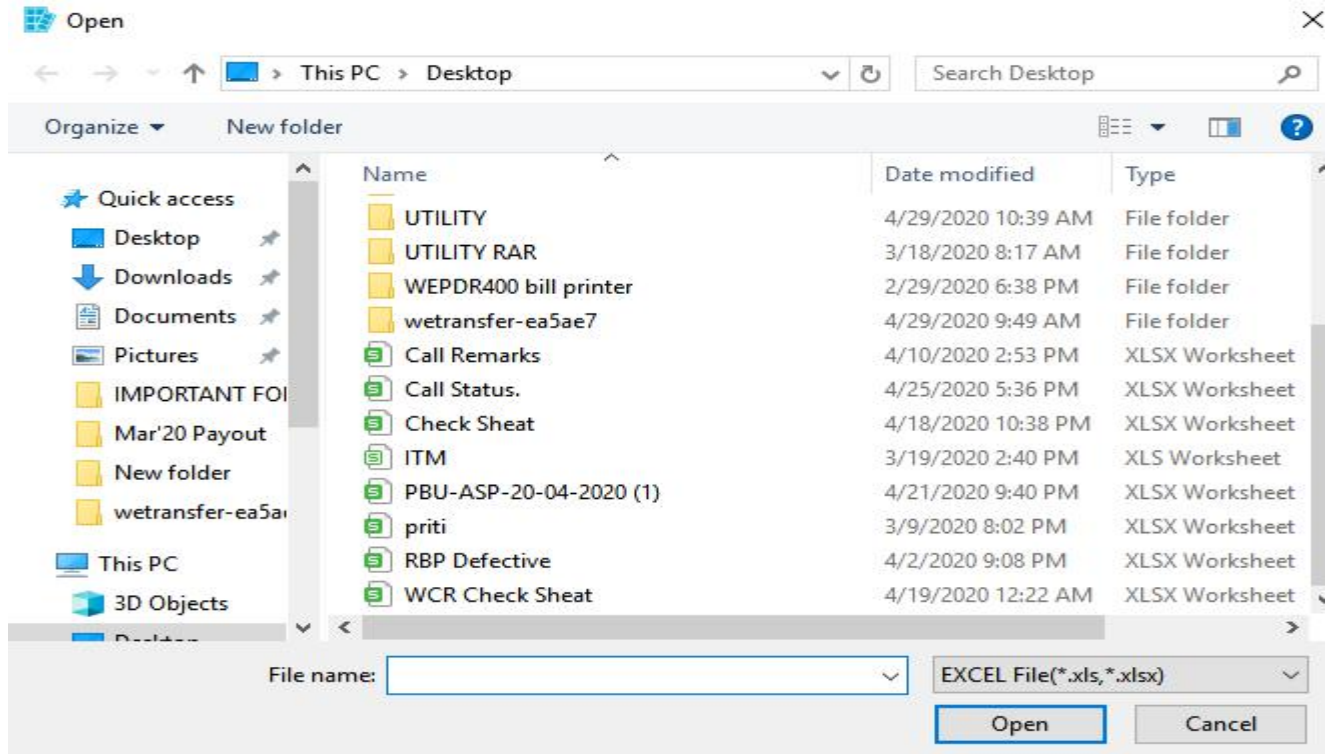 Open
This PC > Desktop
Search Desktop
Organize
New folder
Name
Date modified
Type
Quick access
Desktop
Downloads
Documents
Pictures
IMPORTANT FOI
Mar'20 Payout
New folder
wetransfer-ea5a
This PC
3D Objects
Desktop
UTILITY 4/29/2020 10:39 AM File folder
UTILITY RAR 3/18/2020 8:17 AM File folder
WEPDR400 bill printer 2/29/2020 6:38 PM File folder
wetransfer-ea5ae7 4/29/2020 9:49 AM File folder
Call Remarks 4/10/2020 2:53 PM XLSX Worksheet
Call Status. 4/25/2020 5:36 PM XLSX Worksheet
Check Sheat 4/18/2020 10:38 PM XLSX Worksheet
ITM 3/19/2020 2:40 PM XLS Worksheet
PBU-ASP-20-04-2020 (1) 4/21/2020 9:40 PM XLSX Worksheet
priti 3/9/2020 8:02 PM XLSX Worksheet
RBP Defective 4/2/2020 9:08 PM XLSX Worksheet
WCR Check Sheat 4/19/2020 12:22 AM XLSX Worksheet
File name:
EXCEL File(*.xls,*.xlsx)
Open
Cancel